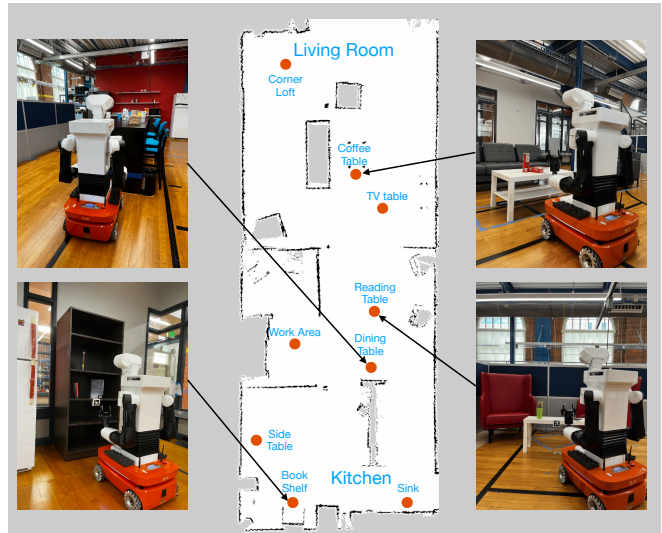 Living Room
Corner
Loft
Coffee
Table
TV table
Reading
Table
Work Area
Dining
Table
Side
Table
Book
Shelf
Kitchen
Sink